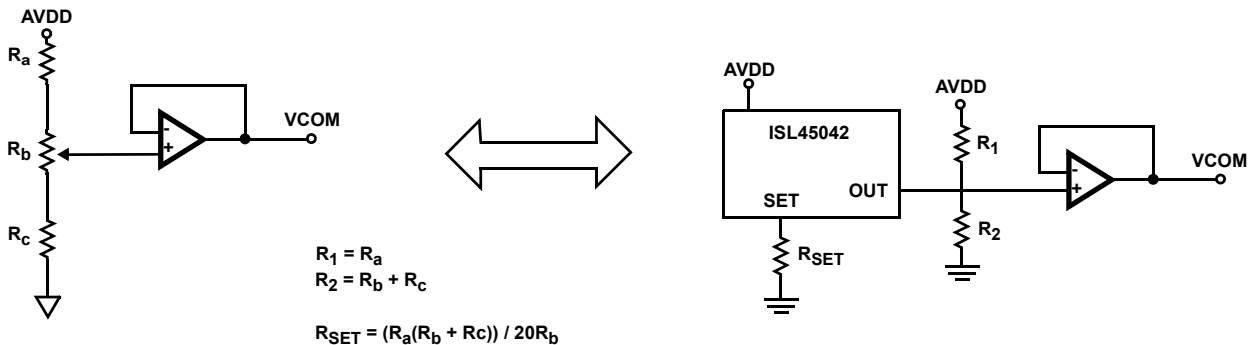 AVDD
Ra
Rb
Rc
-
+
VCOM
R1 = Ra
R2 = Rb + Rc
RSET = (Ra(Rb + Rc)) / 20Rb
AVDD
ISL45042
SET
OUT
RSET
AVDD
R1
R2
-
+
VCOM